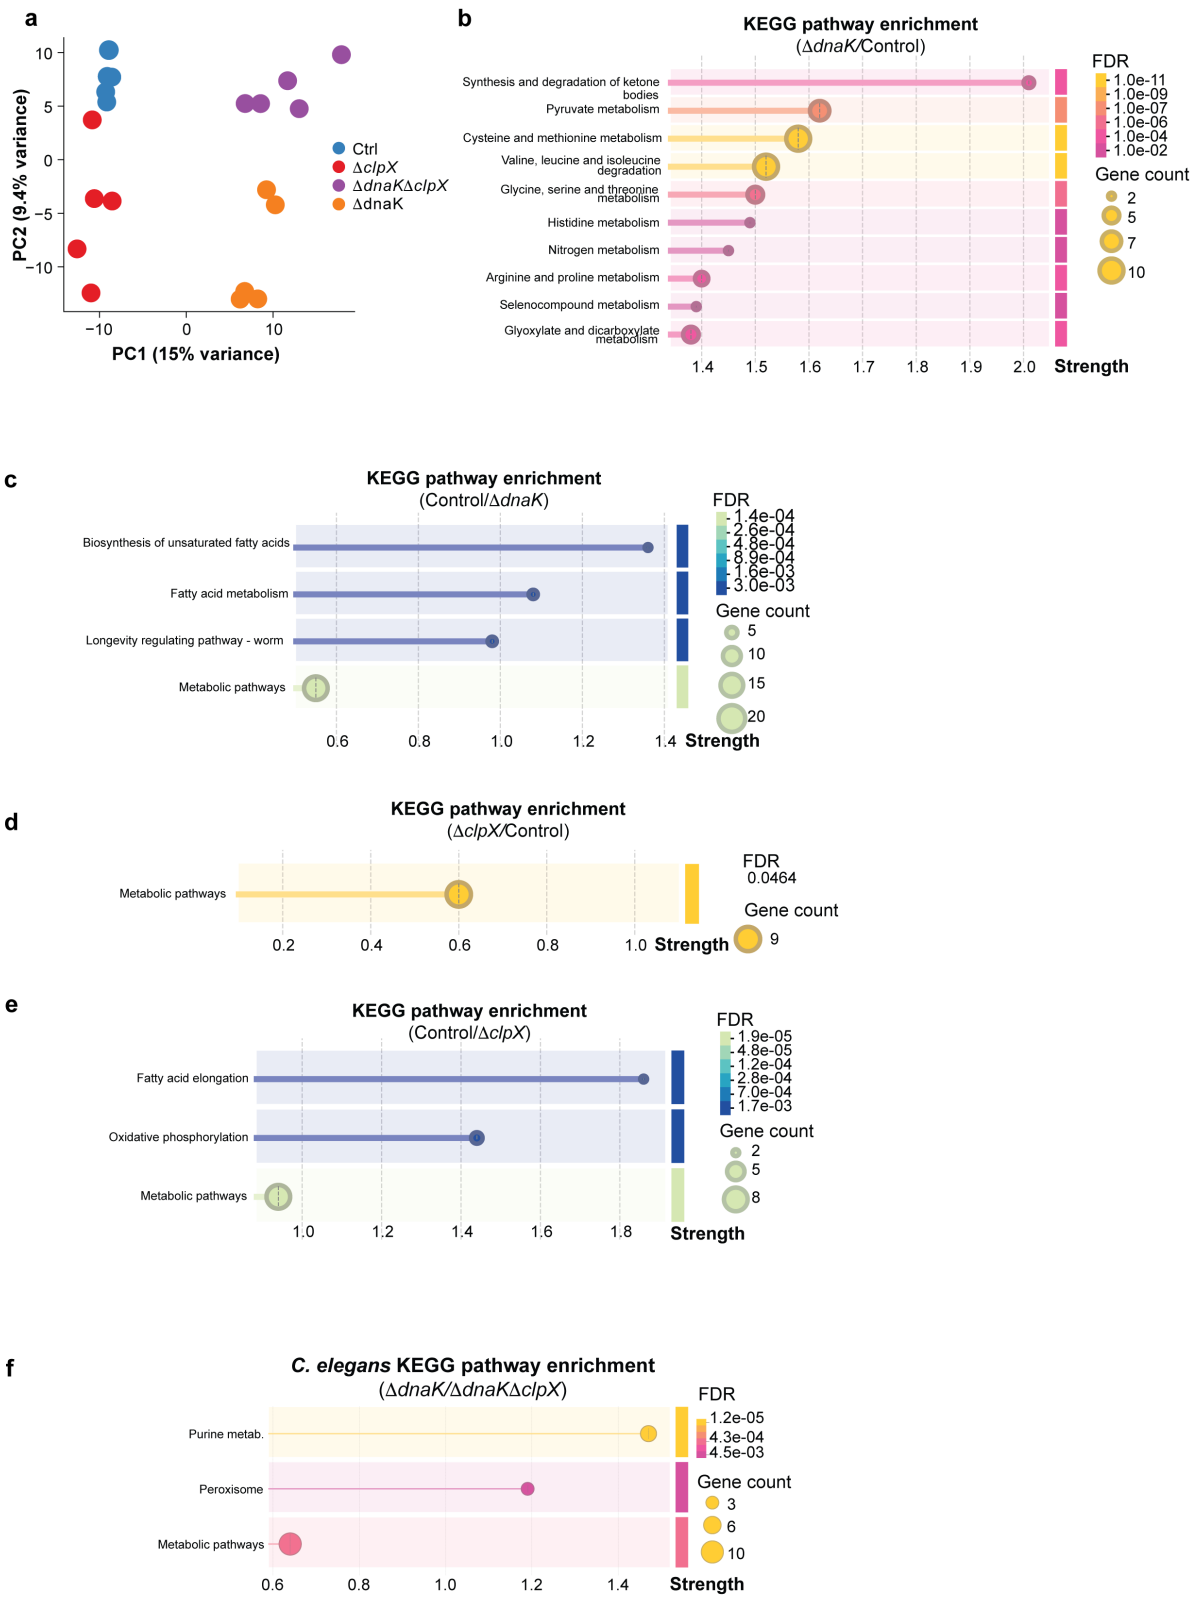 a
10
5
0
−5
−10
PC2 (9.4% variance)
−10
0
10
PC1 (15% variance)
Ctrl
ΔclpX
ΔdnaKΔclpX
ΔdnaK
b
KEGG pathway enrichment
(ΔdnaK/Control)
Synthesis and degradation of ketone
bodies
Pyruvate metabolism
Cysteine and methionine metabolism
Valine, leucine and isoleucine
degradation
Glycine, serine and threonine
metabolism
Histidine metabolism
Nitrogen metabolism
Arginine and proline metabolism
Selenocompound metabolism
Glyoxylate and dicarboxylate
metabolism
1.4
1.5
1.6
1.7
1.8
1.9
2.0
Strength
FDR
1.0e-11
1.0e-09
1.0e-07
1.0e-06
1.0e-04
1.0e-02
Gene count
2
5
7
10
c
KEGG pathway enrichment
(Control/ΔdnaK)
Biosynthesis of unsaturated fatty acids
Fatty acid metabolism
Longevity regulating pathway - worm
Metabolic pathways
0.6
0.8
1.0
1.2
1.4
Strength
FDR
1.4e-04
2.6e-04
4.8e-04
8.9e-04
1.6e-03
3.0e-03
Gene count
5
10
15
20
d
KEGG pathway enrichment
(ΔclpX/Control)
Metabolic pathways
0.2
0.4
0.6
0.8
1.0
Strength
FDR
0.0464
Gene count
9
e
KEGG pathway enrichment
(Control/ΔclpX)
Fatty acid elongation
Oxidative phosphorylation
Metabolic pathways
1.0
1.2
1.4
1.6
1.8
Strength
FDR
1.9e-05
4.8e-05
1.2e-04
2.8e-04
7.0e-04
1.7e-03
Gene count
2
5
8
f
C. elegans KEGG pathway enrichment
(ΔdnaK/ΔdnaKΔclpX)
Purine metab.
Peroxisome
Metabolic pathways
0.6
0.8
1.0
1.2
1.4
Strength
FDR
1.2e-05
4.3e-04
4.5e-03
Gene count
3
6
10